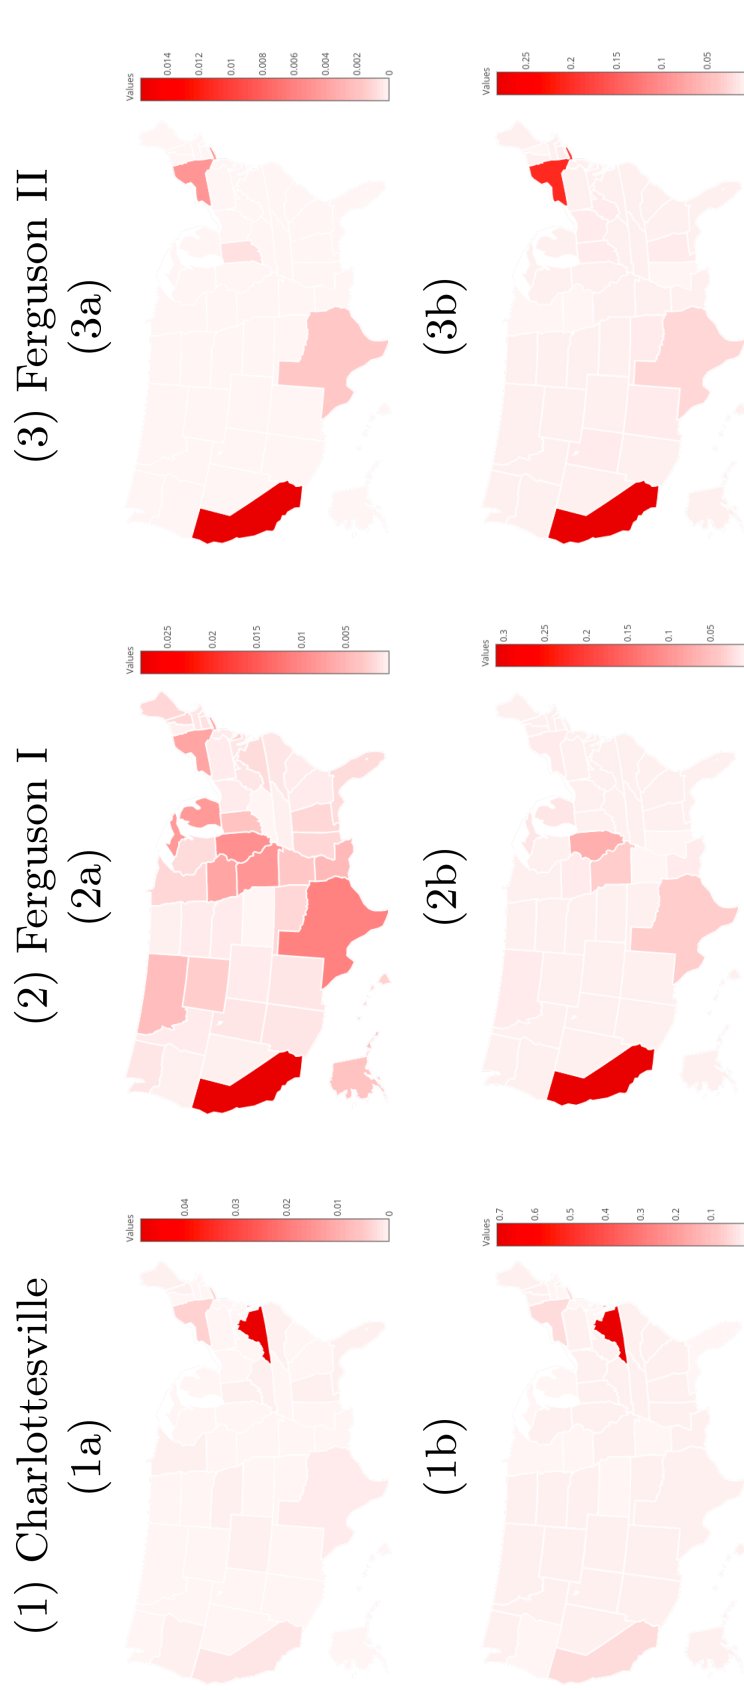 (1) Charlottesville
(2) Ferguson I
(3) Ferguson II
(1a)
(2a)
(3a)
Values
0.04
0.03
0.02
0.01
0
Values
0.025
0.02
0.015
0.01
0.005
Values
0.014
0.012
0.01
0.008
0.006
0.004
0.002
0
(1b)
(2b)
(3b)
Values
0.7
0.6
0.5
0.4
0.3
0.2
0.1
Values
0.3
0.25
0.2
0.15
0.1
0.05
Values
0.25
0.2
0.15
0.1
0.05